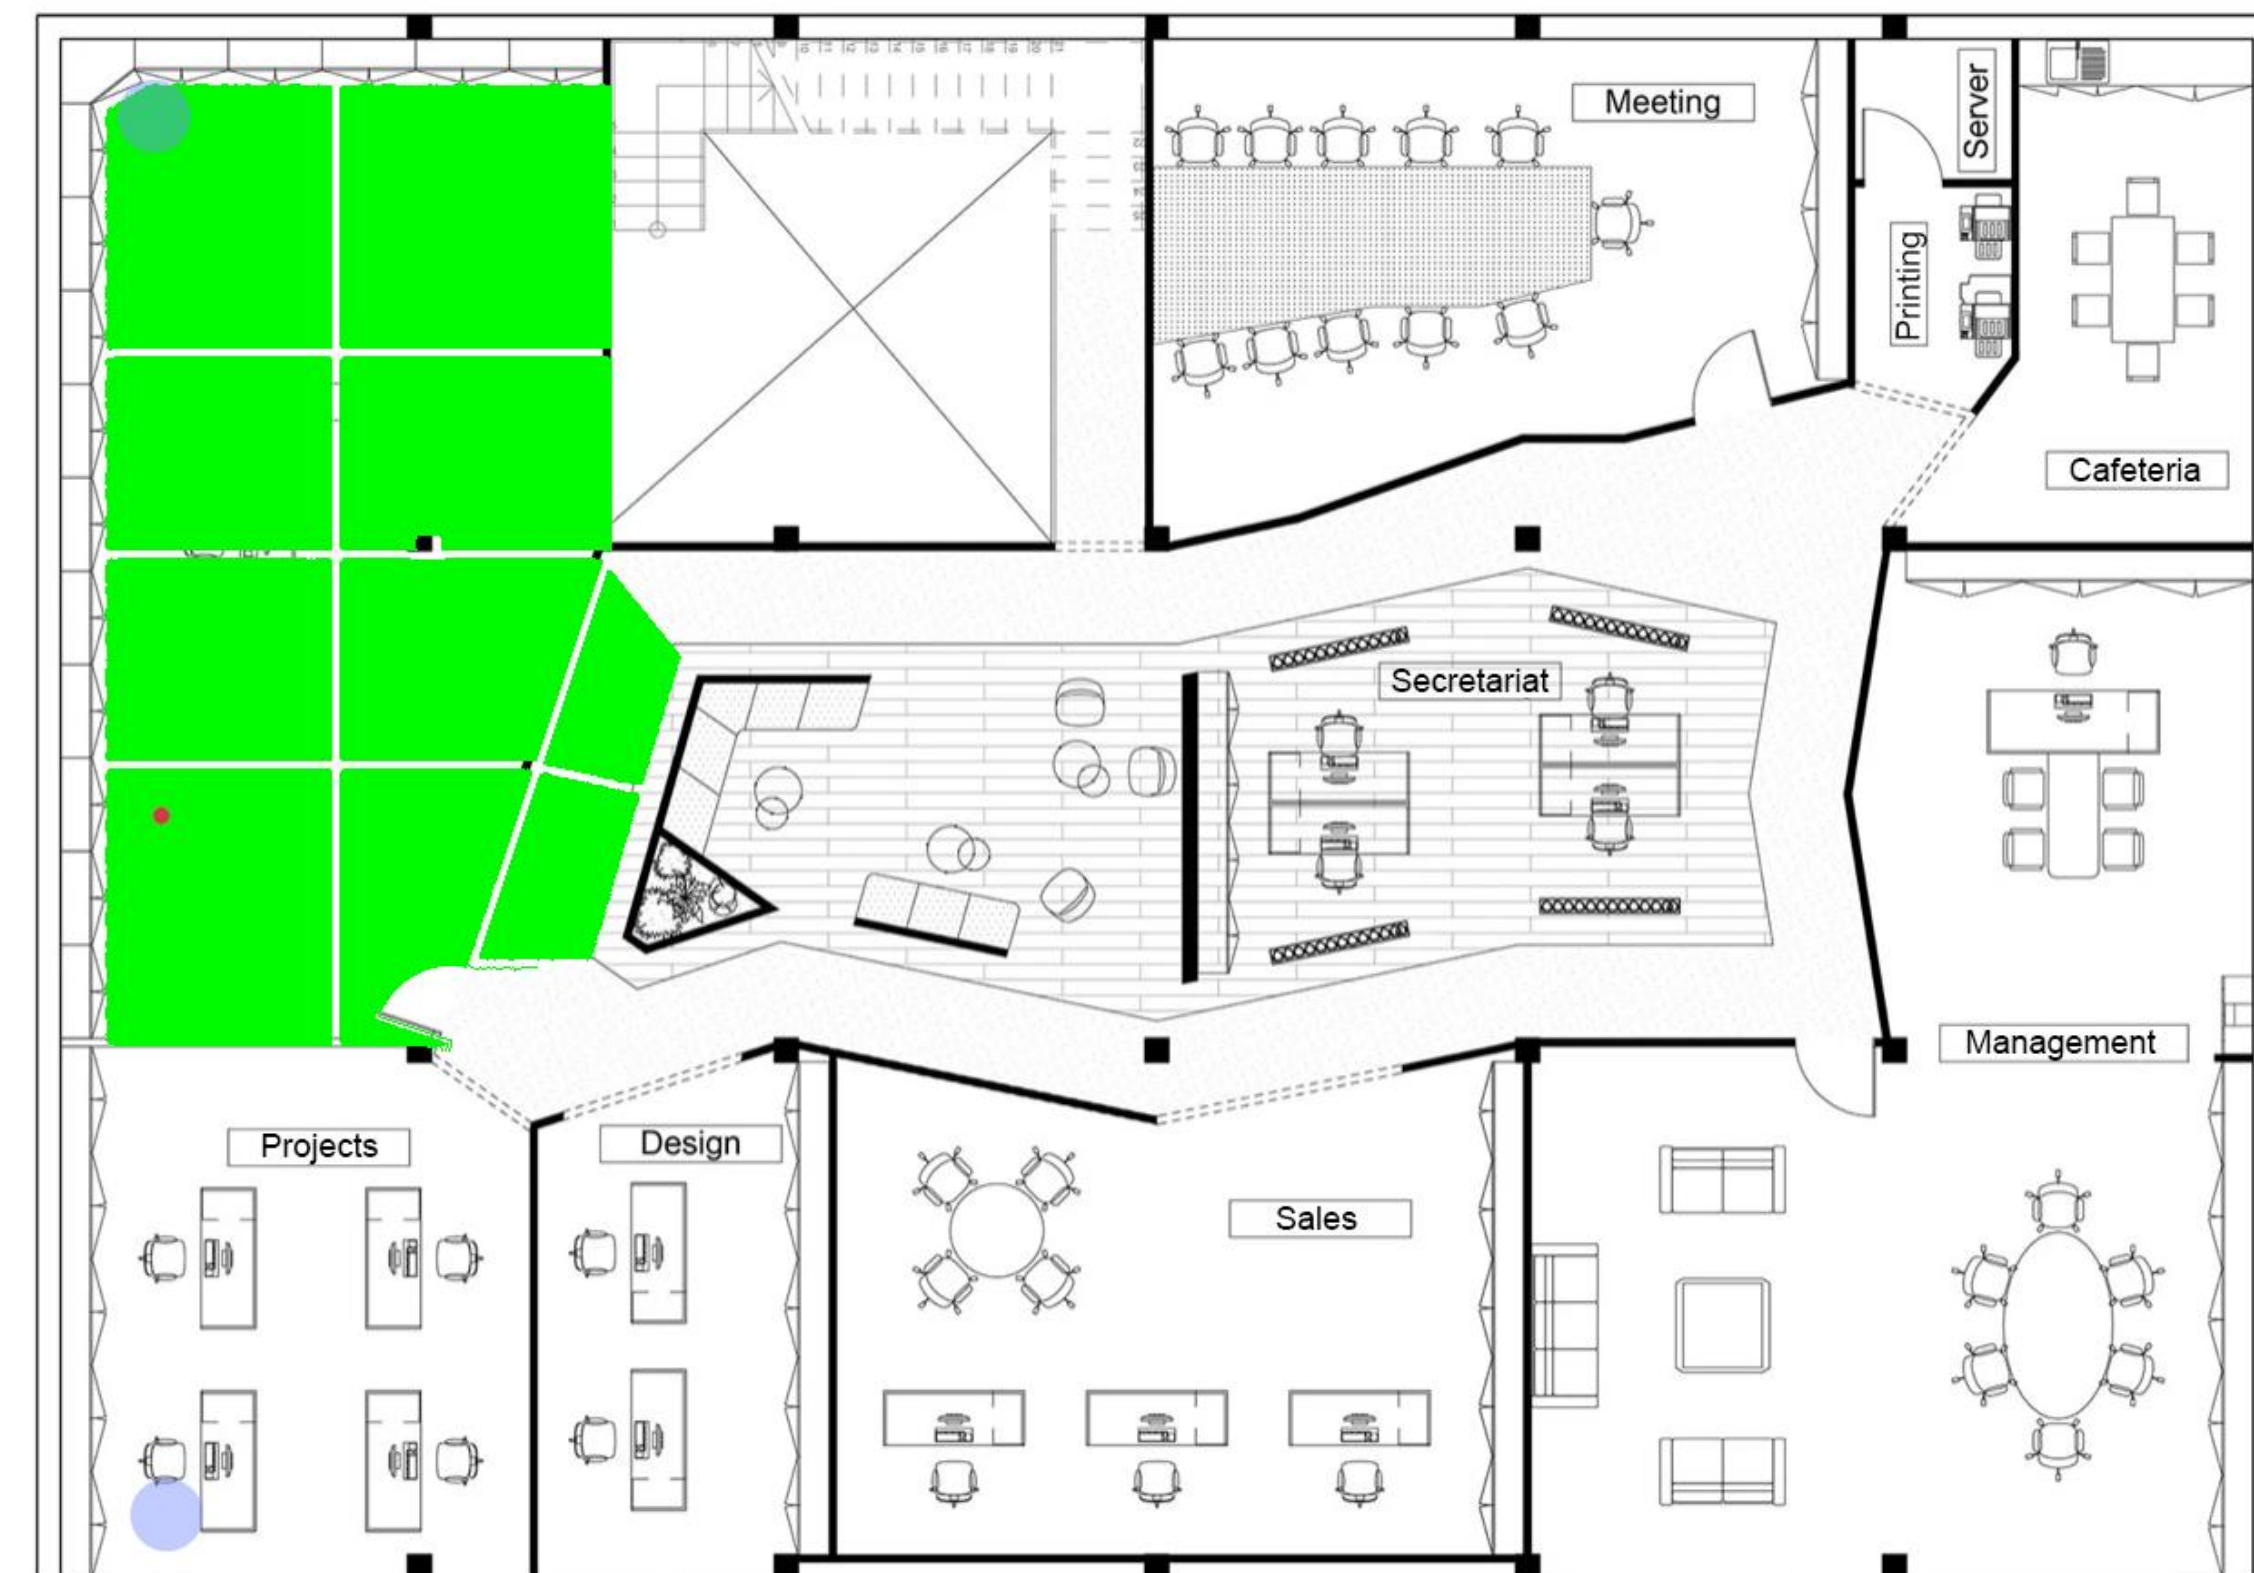 Meeting
Server
Printing
Cafeteria
Secretariat
Management
Projects
Design
Sales